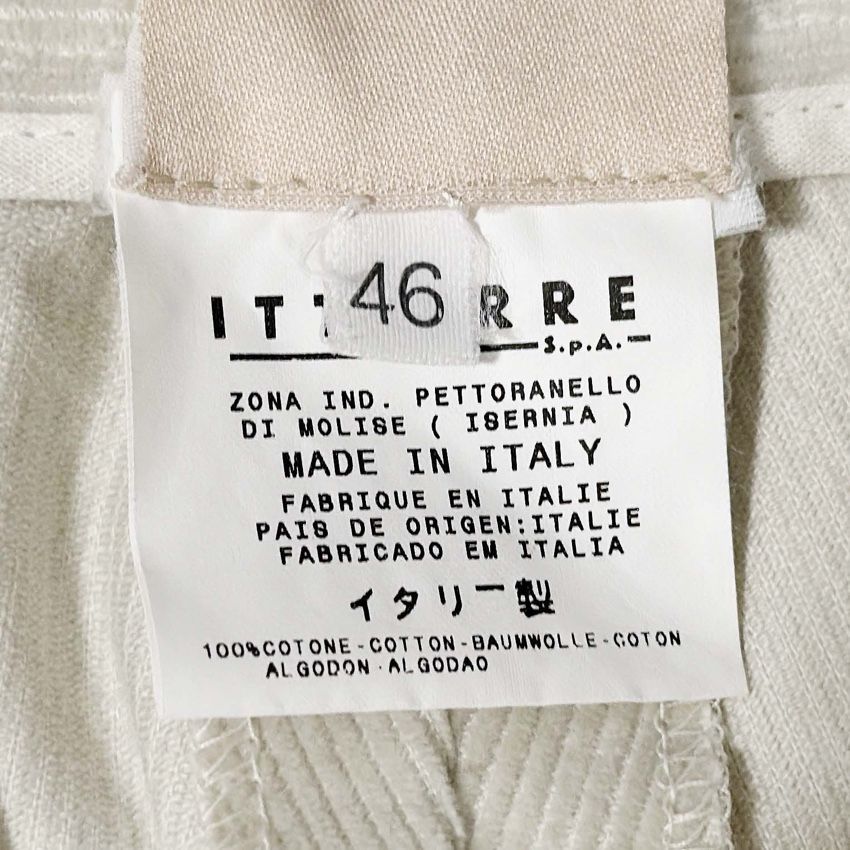 46
ITT RRE
S.p.A.
ZONA IND. PETTORANELLO
DI MOLISE ( ISERNIA )
MADE IN ITALY
FABRIQUE EN ITALIE
PAIS DE ORIGEN:ITALIE
FABRICADO EM ITALIA
イタリー製
100%COTONE-COTTON-BAUMWOLLE-COTON
ALGODON·ALGODAO